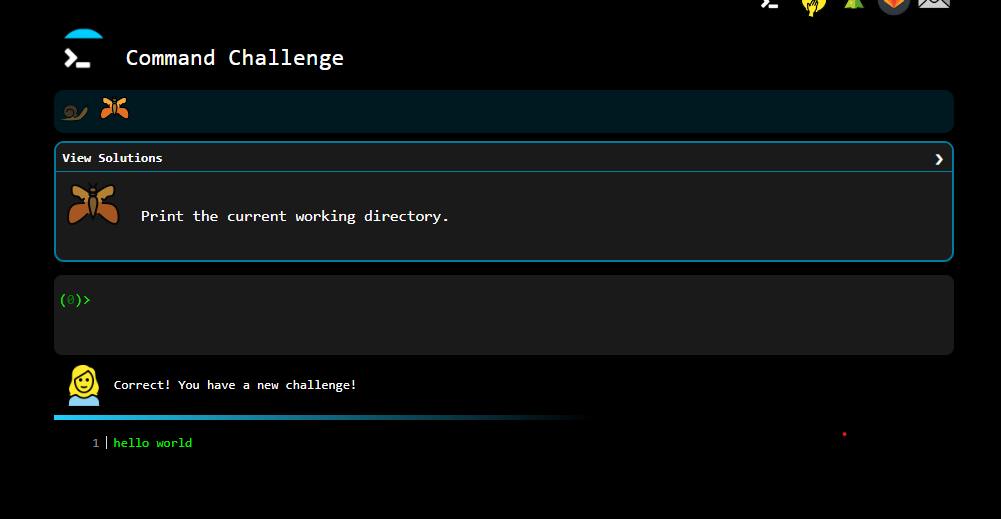 Command Challenge
View Solutions
Print the current working directory.
(0)>
Correct! You have a new challenge!
1 hello world